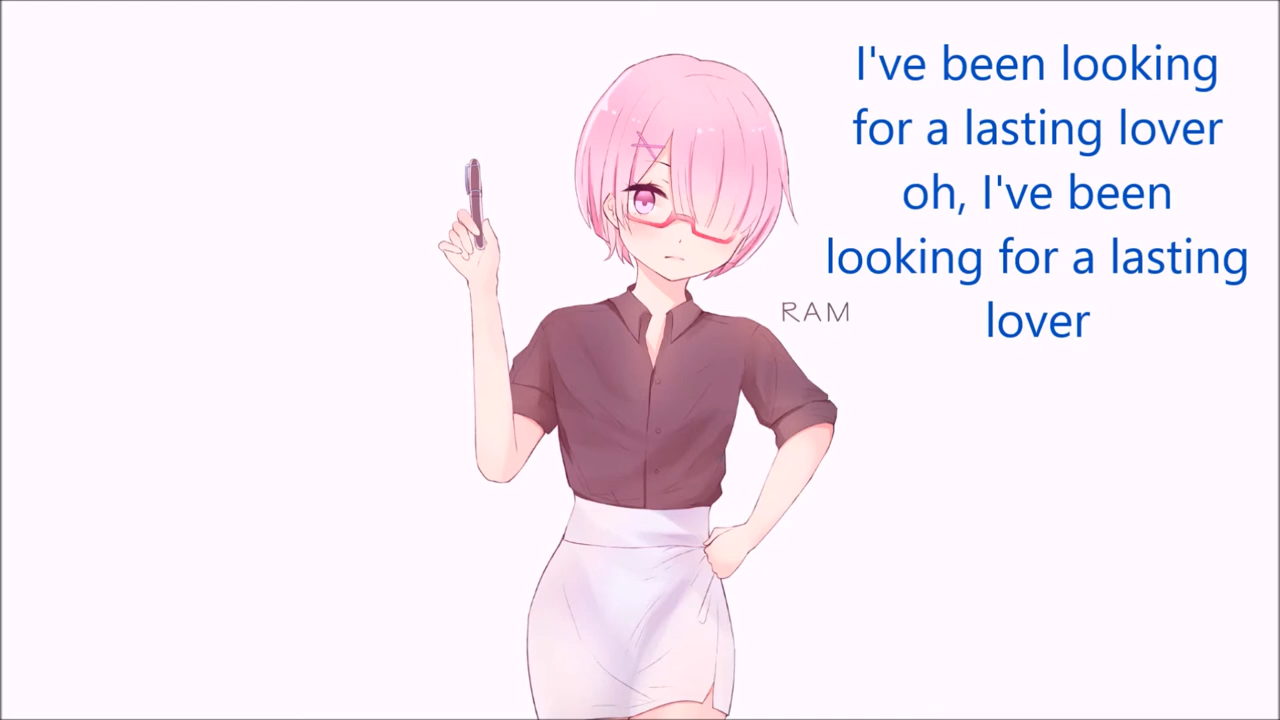 I've been looking
for a lasting lover
oh, I've been
looking for a lasting
lover
RAM